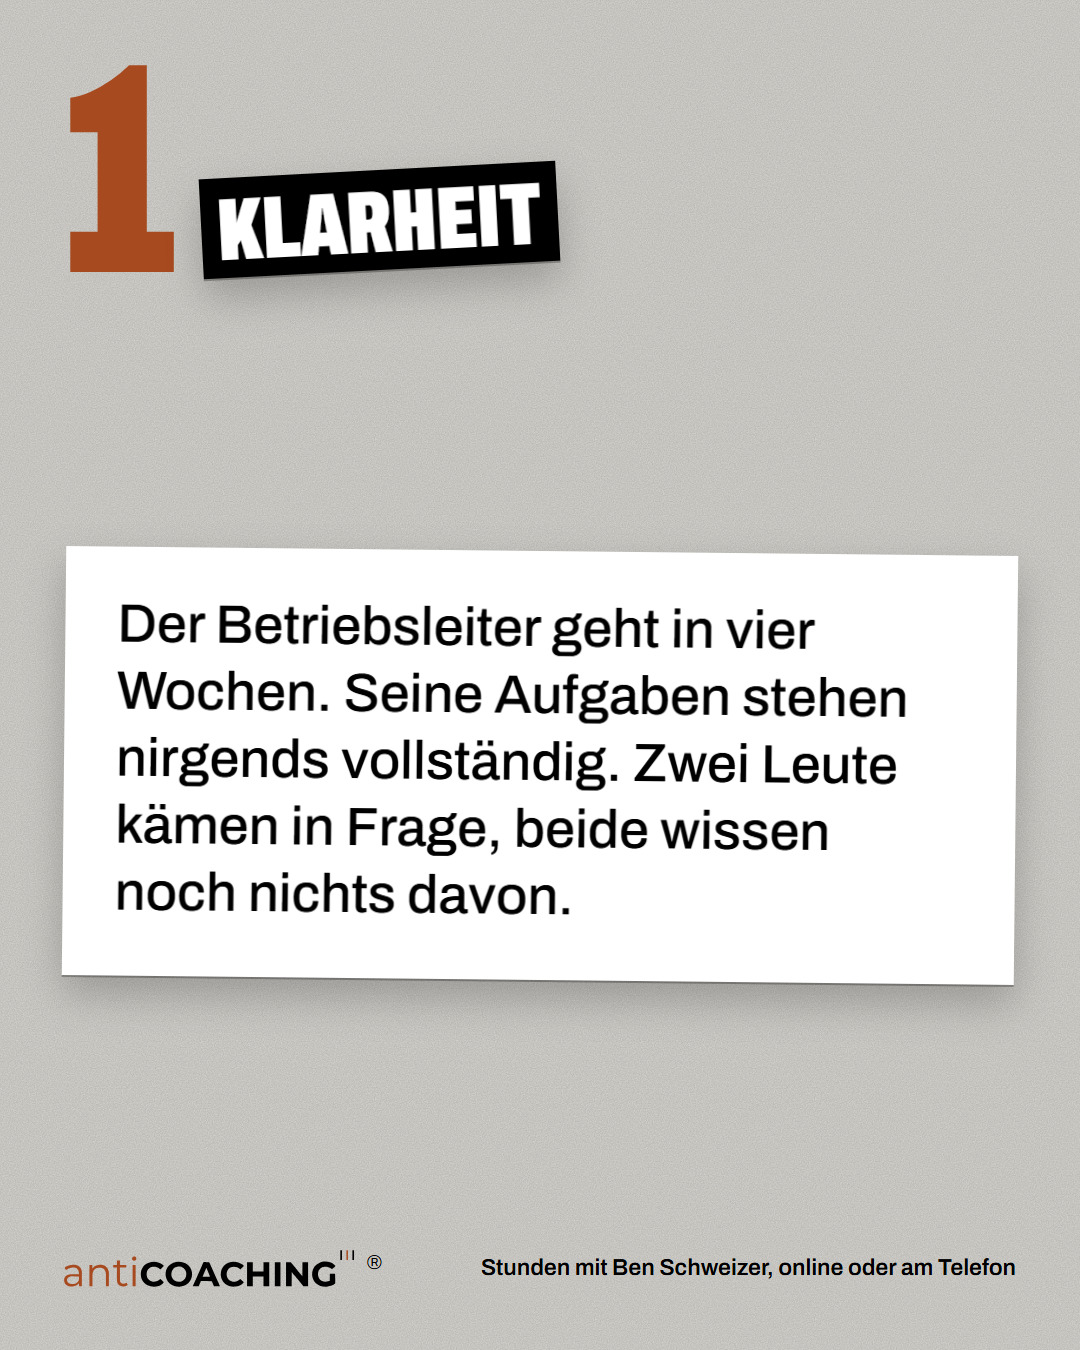 1
KLARHEIT
Der Betriebsleiter geht in vier
Wochen. Seine Aufgaben stehen
nirgends vollständig. Zwei Leute
kämen in Frage, beide wissen
noch nichts davon.
antiCOACHING ®
Stunden mit Ben Schweizer, online oder am Telefon